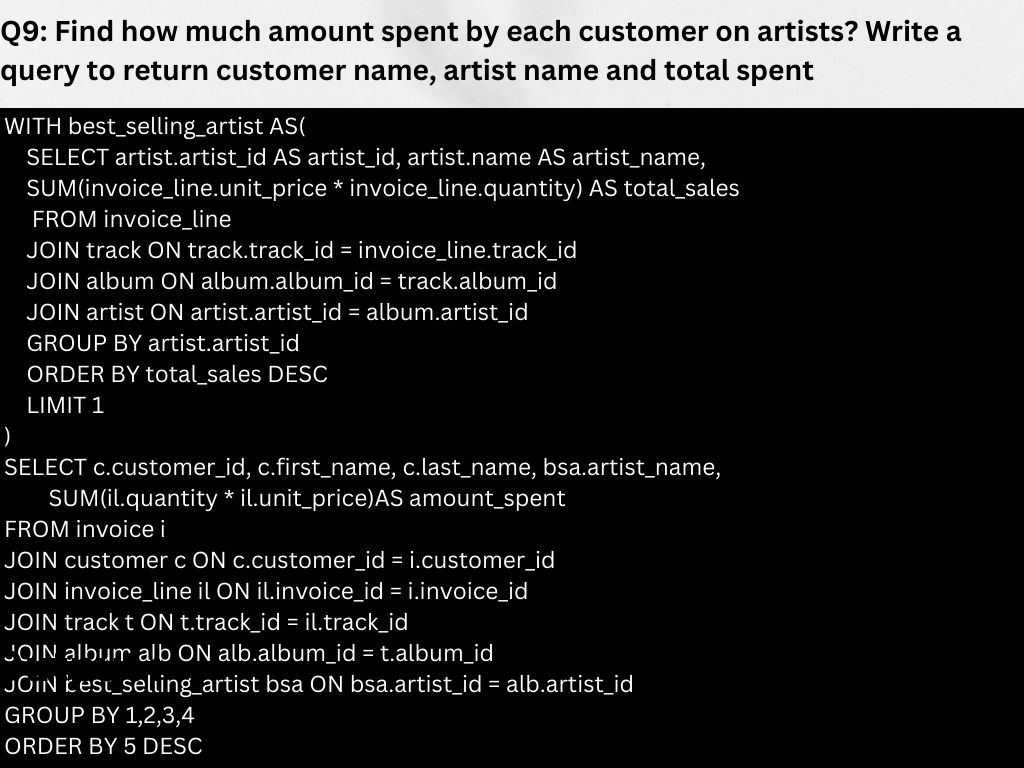 Q9: Find how much amount spent by each customer on artists? Write a
query to return customer name, artist name and total spent
WITH best_selling_artist AS(
SELECT artist.artist_id AS artist_id, artist.name AS artist_name,
SUM(invoice_line.unit_price * invoice_line.quantity) AS total_sales
FROM invoice_line
JOIN track ON track.track_id = invoice_line.track_id
JOIN album ON album.album_id = track.album_id
JOIN artist ON artist.artist_id = album.artist_id
GROUP BY artist.artist_id
ORDER BY total_sales DESC
LIMIT 1
)
SELECT c.customer_id, c.first_name, c.last_name, bsa.artist_name,
SUM(il.quantity * il.unit_price)AS amount_spent
FROM invoice i
JOIN customer c ON c.customer_id = i.customer_id
JOIN invoice_line il ON il.invoice_id = i.invoice_id
JOIN track t ON t.track_id = il.track_id
JOIN album alb ON alb.album_id = t.album_id
JOIN best_selling_artist bsa ON bsa.artist_id = alb.artist_id
GROUP BY 1,2,3,4
ORDER BY 5 DESC